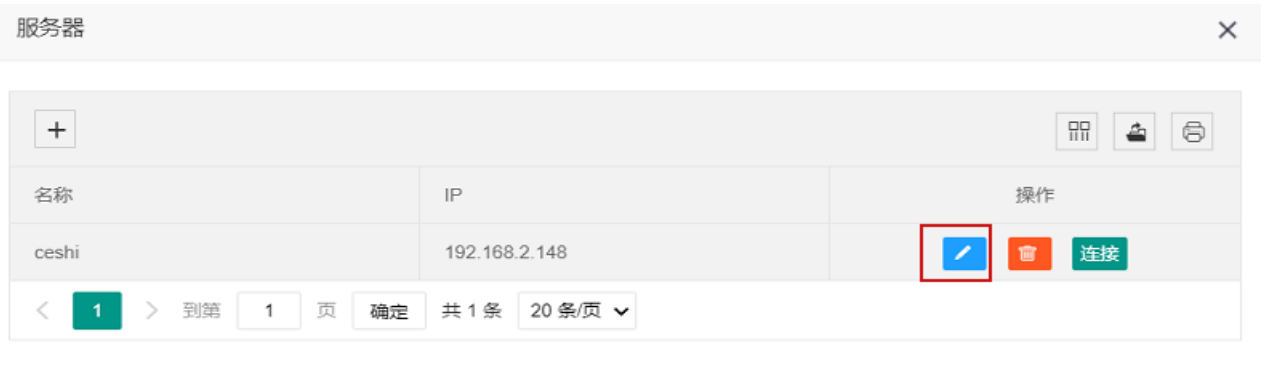 服务器
名称 IP 操作
ceshi 192.168.2.148 连接
1 到第 1 页 确定 共 1 条 20 条/页